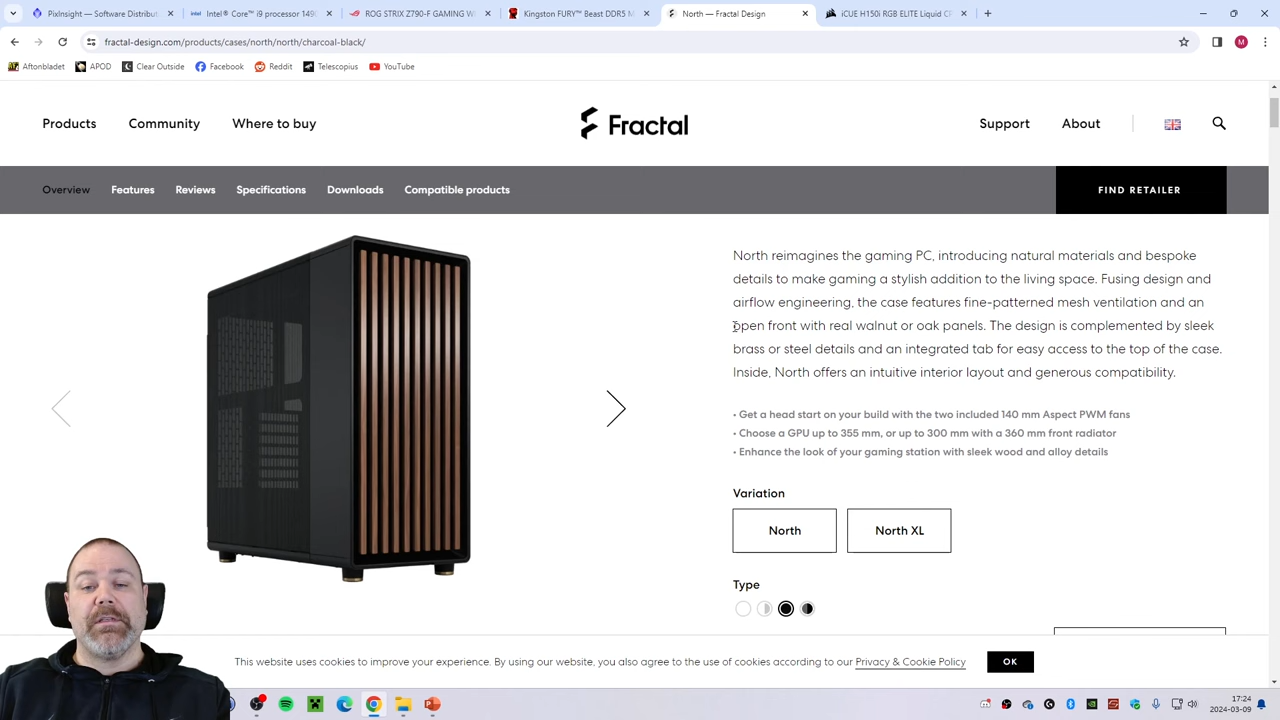 PixInsight — Pleiades Astrop
Intel® Core™ i9 processor 1490
ROG STRIX Z790-F GAMING W
Kingston FURY™ Beast DDR5 M
North — Fractal Design
iCUE H150i RGB ELITE Liquid CP
fractal-design.com/products/cases/north/north/charcoal-black/
M
Aftonbladet
APOD
Clear Outside
Facebook
Reddit
Telescopius
YouTube
Products
Community
Where to buy
Fractal
Support
About
Overview
Features
Reviews
Specifications
Downloads
Compatible products
FIND RETAILER
North reimagines the gaming PC, introducing natural materials and bespoke
details to make gaming a stylish addition to the living space. Fusing design and
airflow engineering, the case features fine-patterned mesh ventilation and an
open front with real walnut or oak panels. The design is complemented by sleek
brass or steel details and an integrated tab for easy access to the top of the case.
Inside, North offers an intuitive interior layout and generous compatibility.
• Get a head start on your build with the two included 140 mm Aspect PWM fans
• Choose a GPU up to 355 mm, or up to 300 mm with a 360 mm front radiator
• Enhance the look of your gaming station with sleek wood and alloy details
Variation
North
North XL
Type
This website uses cookies to improve your experience. By using our website, you also agree to the use of cookies according to our Privacy & Cookie Policy
OK
17:24
2024-03-09